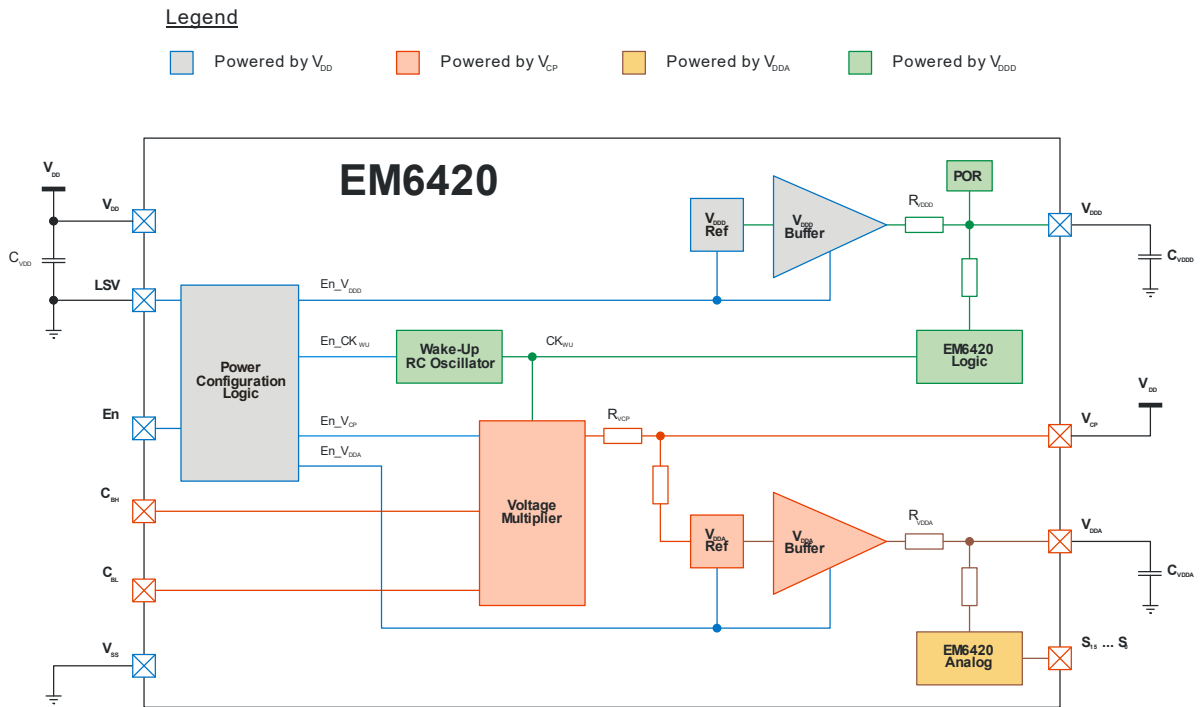 Legend
Powered by VDD
Powered by VCP
Powered by VDDA
Powered by VDDD
EM6420
VDD
VDD
CVDD
LSV
En
CBH
CBL
VSS
Power
Configuration
Logic
En_VDDD
En_CKWU
En_VCP
En_VDDA
Wake-Up
RC Oscillator
CKWU
Voltage
Multiplier
VDDD
Ref
VDDD
Buffer
RVDDD
POR
VDDD
CVDDD
EM6420
Logic
RVCP
VDD
VCP
VDDA
Ref
VDDA
Buffer
RVDDA
VDDA
CVDDA
EM6420
Analog
S15 ... S0